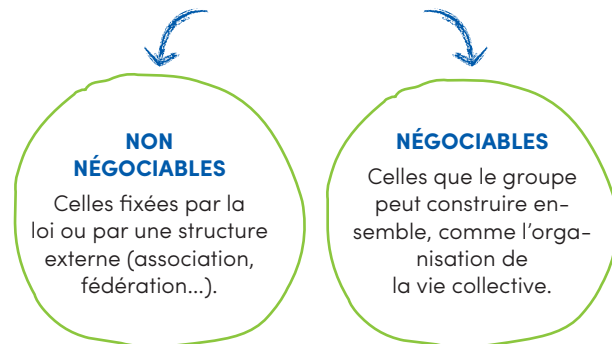 NON
NÉGOCIABLES
Celles fixées par la
loi ou par une structure
externe (association,
fédération...).
NÉGOCIABLES
Celles que le groupe
peut construire en-
semble, comme l’orga-
nisation de
la vie collective.